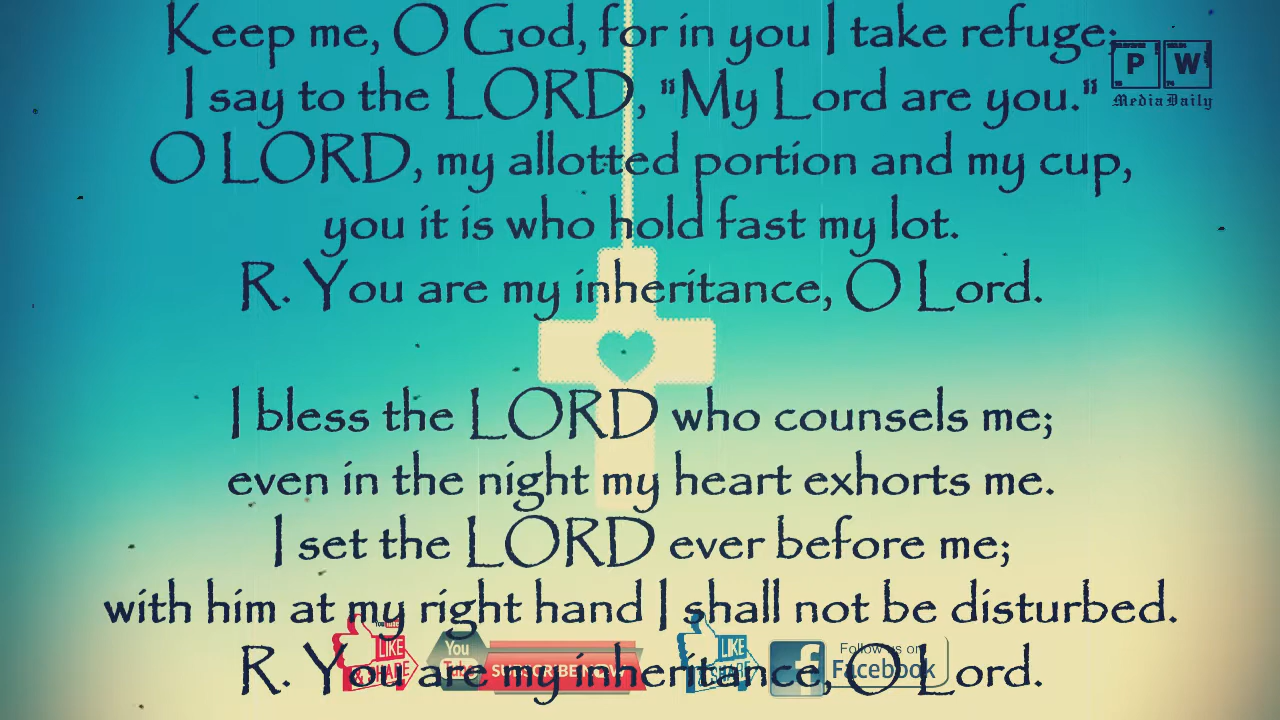 Keep me, O God, for in you I take refuge;
I say to the LORD, "My Lord are you."
P W
Media Daily
O LORD, my allotted portion and my cup,
you it is who hold fast my lot.
R. You are my inheritance, O Lord.
I bless the LORD who counsels me;
even in the night my heart exhorts me.
I set the LORD ever before me;
with him at my right hand I shall not be disturbed.
R. You are my inheritance, O Lord.
LIKE
& SHARE
You
Tube
SUBSCRIBE NOW
LIKE
& SHARE
Follow us on
Facebook